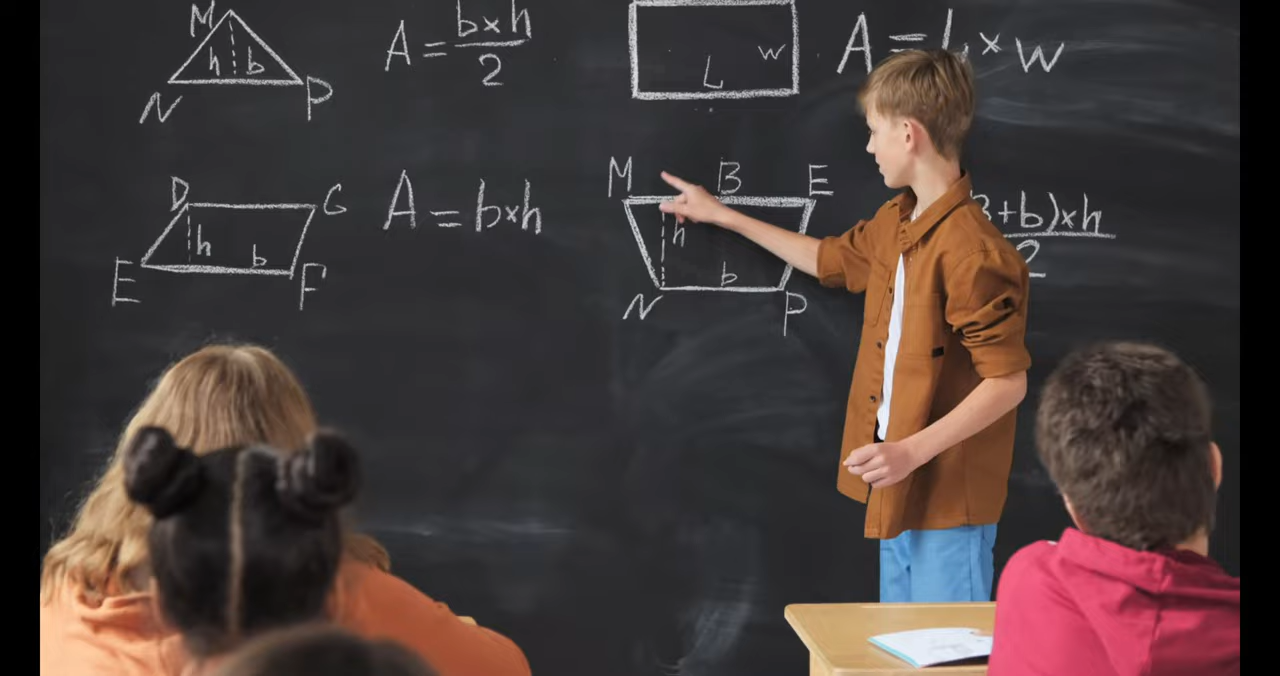 M
h b
N P
A = b×h
2
W
L
A = L × W
D G
h
b
E F
A = b×h
M B E
h
b
N P
+b)×h
2